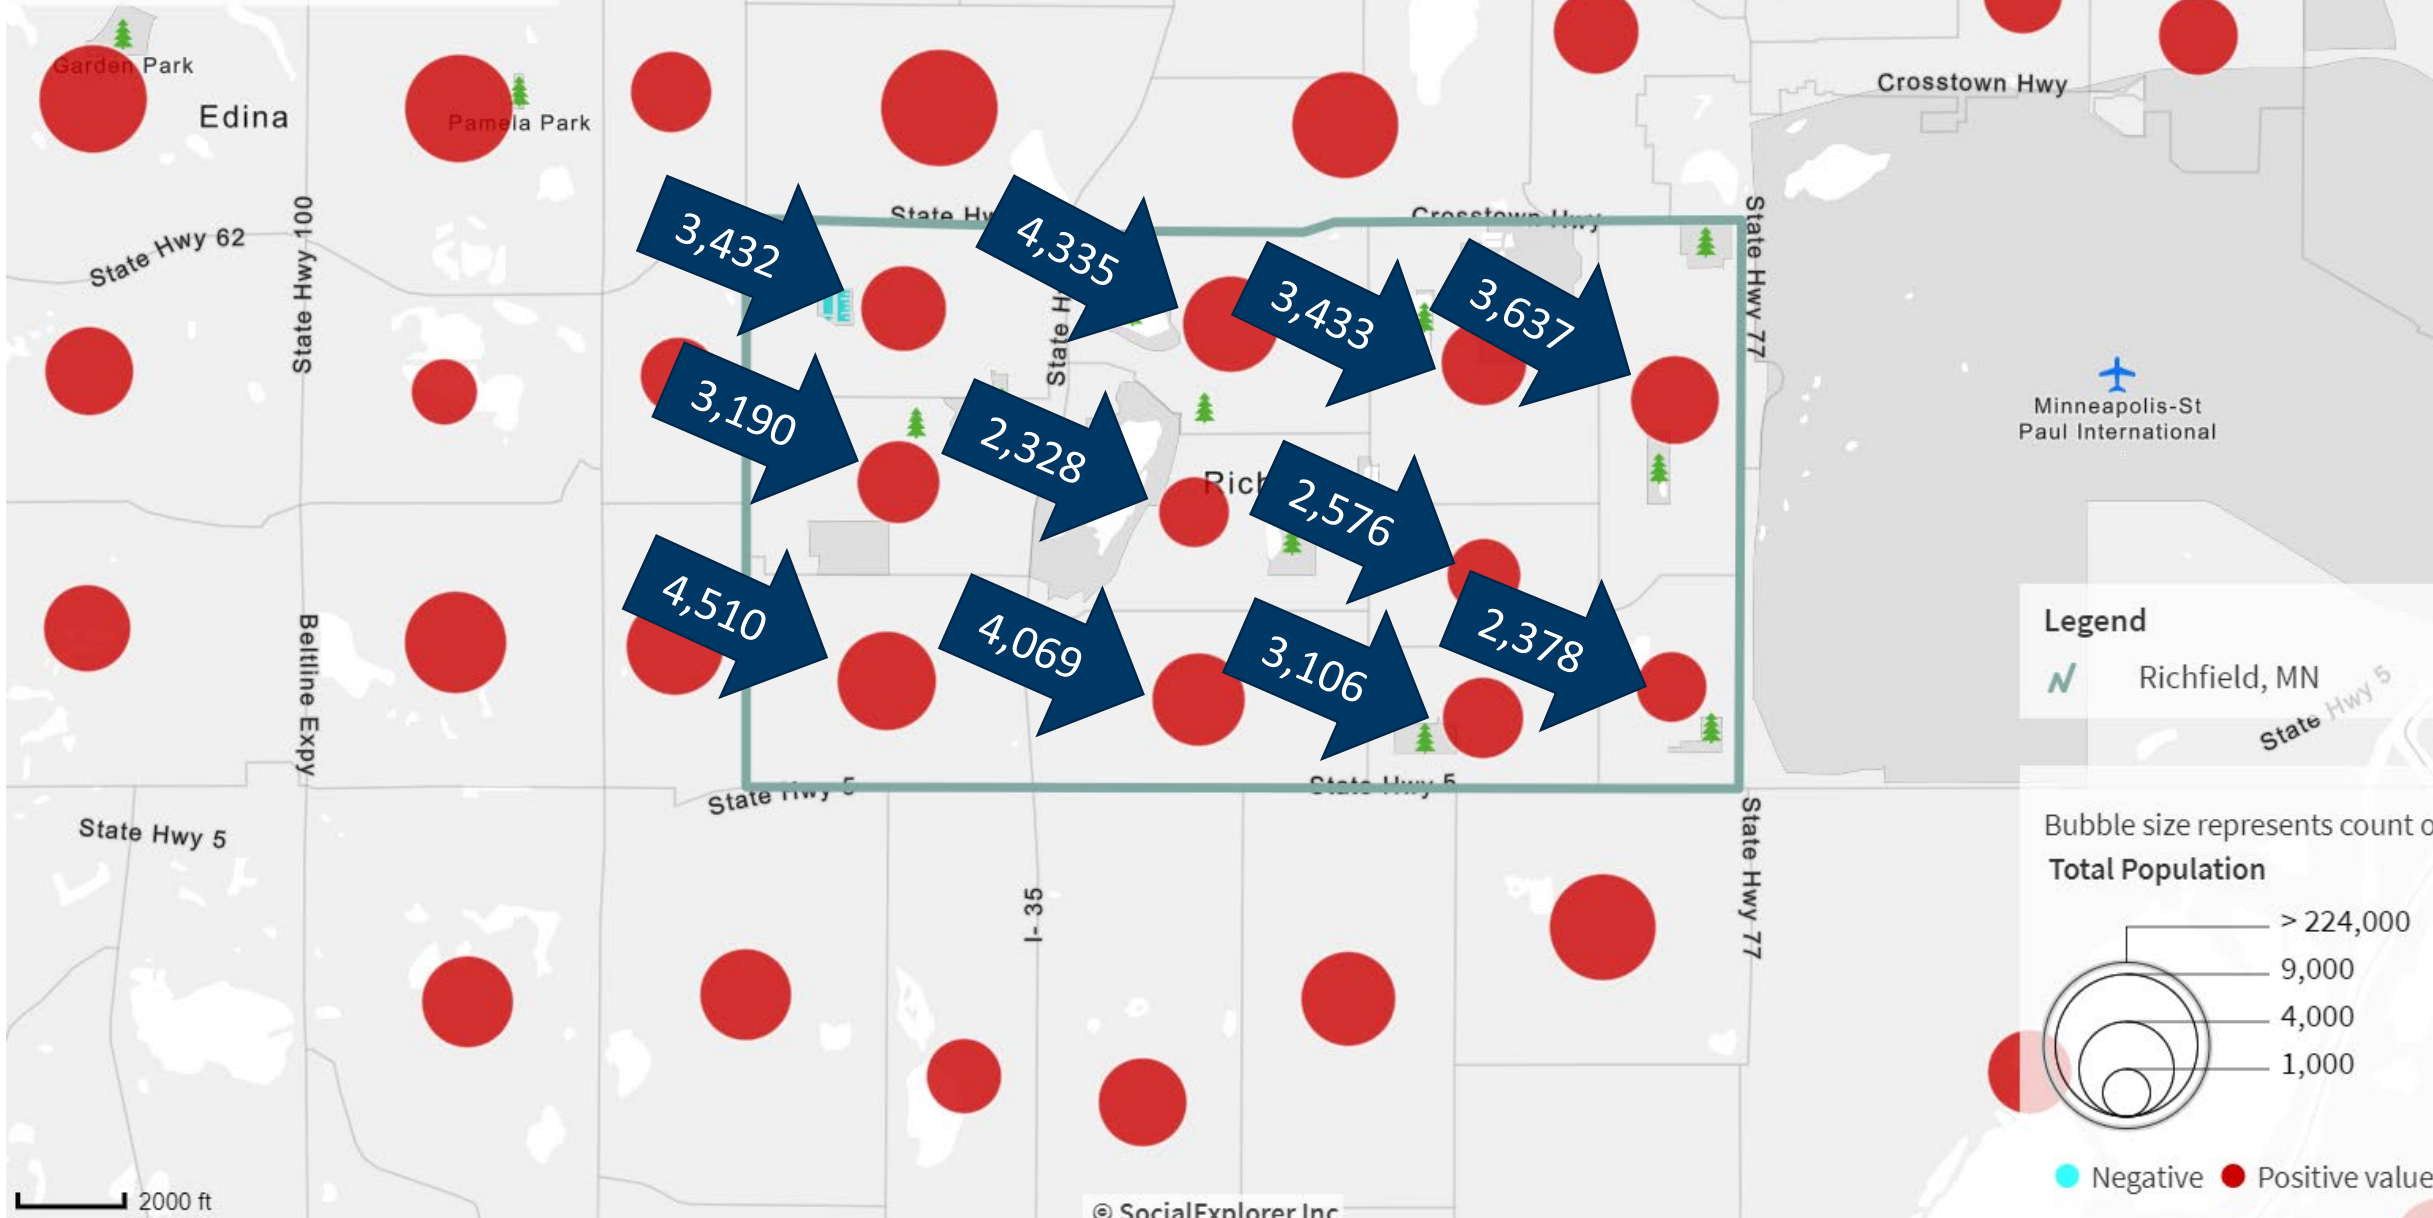 Garden Park
Edina
Pamela Park
Crosstown Hwy
State Hwy 62
State Hwy 100
State Hw
Crosstown Hwy
State Hwy 77
3,432
4,335
3,433
3,637
State H
3,190
2,328
Rich
2,576
Minneapolis-St
Paul International
4,510
4,069
3,106
2,378
Beltline Expy
State Hwy 5
State Hwy 5
State Hwy 5
State Hwy 5
State Hwy 77
I- 35
Legend
Richfield, MN
Bubble size represents count o
Total Population
> 224,000
9,000
4,000
1,000
Negative
Positive value
2000 ft
© SocialExplorer Inc